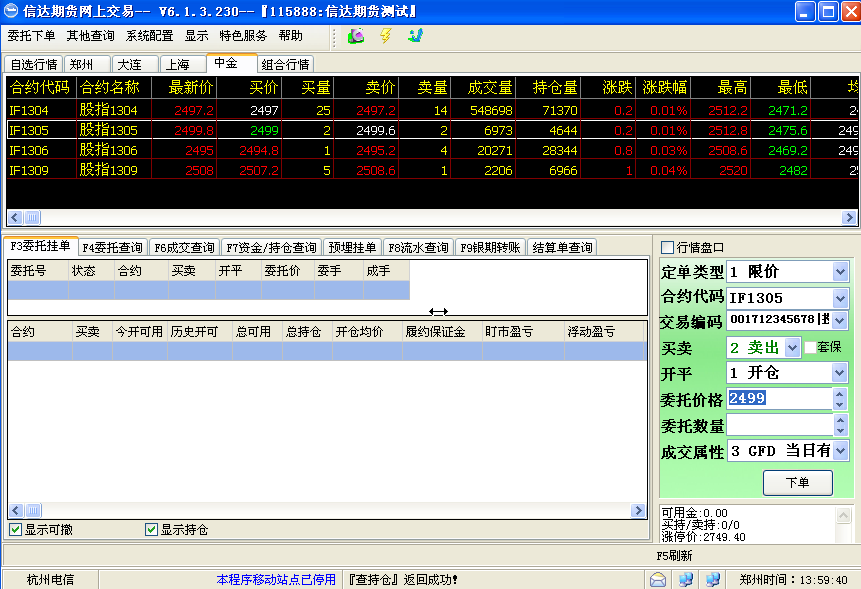 信达期货网上交易-- V6.1.3.230--『115888:信达期货测试』
委托下单 其他查询 系统配置 显示 特色服务 帮助
自选行情 郑州 大连 上海 中金 组合行情
合约代码 合约名称 最新价 买价 买量 卖价 卖量 成交量 持仓量 涨跌 涨跌幅 最高 最低
IF1304 股指1304 2497.2 2497 25 2497.2 14 548698 71370 0.2 0.01% 2512.2 2471.2
IF1305 股指1305 2499.8 2499 2 2499.6 2 6973 4644 0.2 0.01% 2512.8 2475.6
IF1306 股指1306 2495 2494.8 1 2495.2 4 20271 28344 0.8 0.03% 2508.6 2469.2
IF1309 股指1309 2508 2507.2 5 2508.6 1 2206 6966 1 0.04% 2520 2482
F3委托挂单 F4委托查询 F6成交查询 F7资金/持仓查询 预埋挂单 F8流水查询 F9银期转账 结算单查询
委托号 状态 合约 买卖 开平 委托价 委手 成手
合约 买卖 今开可用 历史开可 总可用 总持仓 开仓均价 履约保证金 盯市盈亏 浮动盈亏
显示可撤 显示持仓
行情盘口
定单类型 1 限价
合约代码 IF1305
交易编码 001712345678
买卖 2 卖出 套保
开平 1 开仓
委托价格 2499
委托数量
成交属性 3 GFD 当日有
下单
可用金:0.00
买持/卖持:0/0
涨停价:2749.40
F5刷新
杭州电信 本程序移动站点已停用 『查持仓』返回成功! 郑州时间:13:59:40